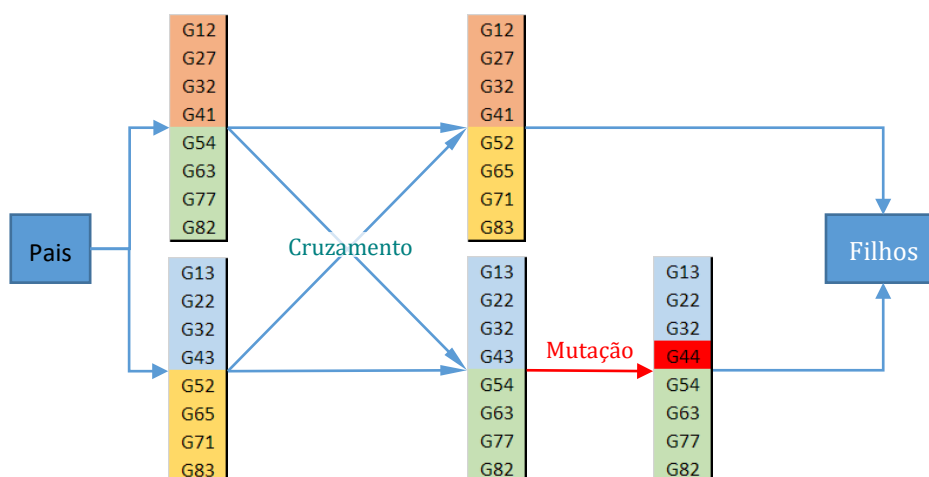 Pais
G12
G27
G32
G41
G54
G63
G77
G82
G13
G22
G32
G43
G52
G65
G71
G83
Cruzamento
G12
G27
G32
G41
G52
G65
G71
G83
G13
G22
G32
G43
G54
G63
G77
G82
Mutação
G13
G22
G32
G44
G54
G63
G77
G82
Filhos